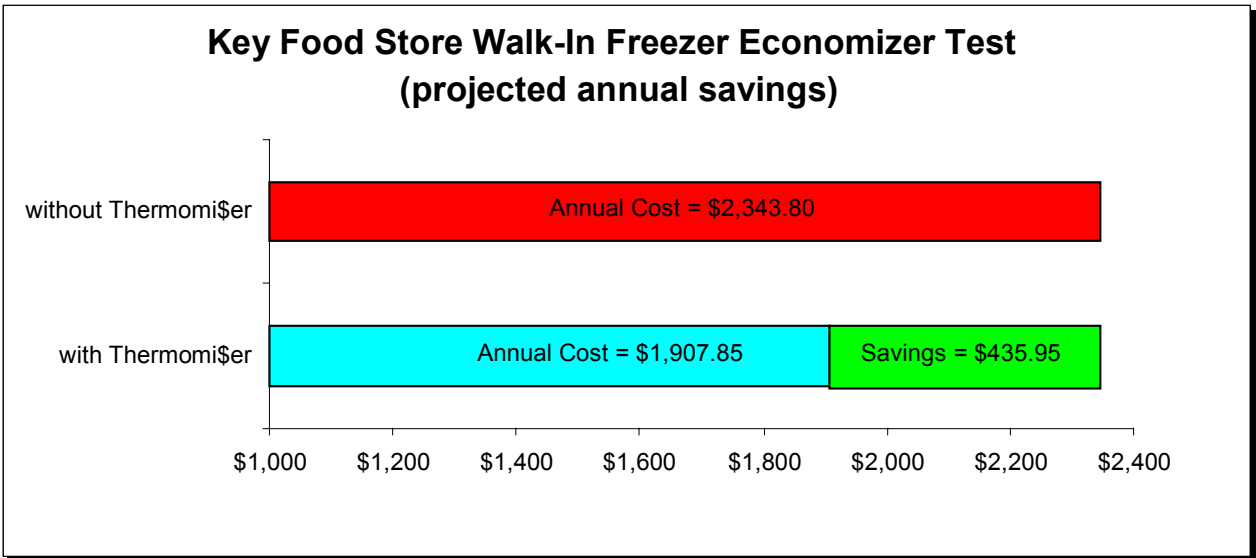 Key Food Store Walk-In Freezer Economizer Test
(projected annual savings)
without Thermomi$er
Annual Cost = $2,343.80
with Thermomi$er
Annual Cost = $1,907.85
Savings = $435.95
$1,000
$1,200
$1,400
$1,600
$1,800
$2,000
$2,200
$2,400